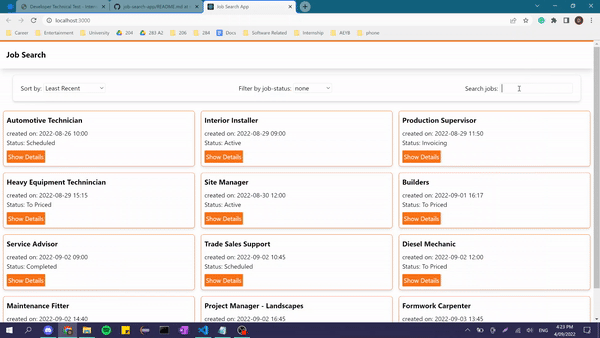 Developer Technical Test - Intern
job-search-app/README.md at
Job Search App
localhost:3000
Career
Entertainment
University
204
283 A2
206
284
Docs
Software Related
Internship
4EYB
phone
Job Search
Sort by: Least Recent
Filter by job-status: none
Search jobs:
Automotive Technician
created on: 2022-08-26 10:00
Status: Scheduled
Show Details
Interior Installer
created on: 2022-08-29 09:00
Status: Active
Show Details
Production Supervisor
created on: 2022-08-29 11:50
Status: Invoicing
Show Details
Heavy Equipment Technincian
created on: 2022-08-29 15:15
Status: To Priced
Show Details
Site Manager
created on: 2022-08-30 12:00
Status: Active
Show Details
Builders
created on: 2022-09-01 16:17
Status: To Priced
Show Details
Service Advisor
created on: 2022-09-02 09:00
Status: Completed
Show Details
Trade Sales Support
created on: 2022-09-02 10:45
Status: Scheduled
Show Details
Diesel Mechanic
created on: 2022-09-02 12:00
Status: To Priced
Show Details
Maintenance Fitter
created on: 2022-09-02 14:40
Project Manager - Landscapes
created on: 2022-09-02 16:45
Formwork Carpenter
created on: 2022-09-03 13:45
ENG
4:23 PM
4/09/2022